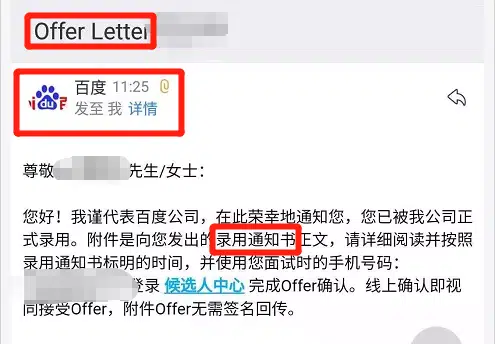 Offer Letter
百度 11:25
du
发至 我 详情
尊敬 先生/女士：
您好！我谨代表百度公司，在此荣幸地通知您，您已被我公司正
式录用。附件是向您发出的录用通知书正文，请详细阅读并按照
录用通知书标明的时间，并使用您面试时的手机号码：
登录 候选人中心 完成Offer确认。线上确认即视
同接受Offer，附件Offer无需签名回传。